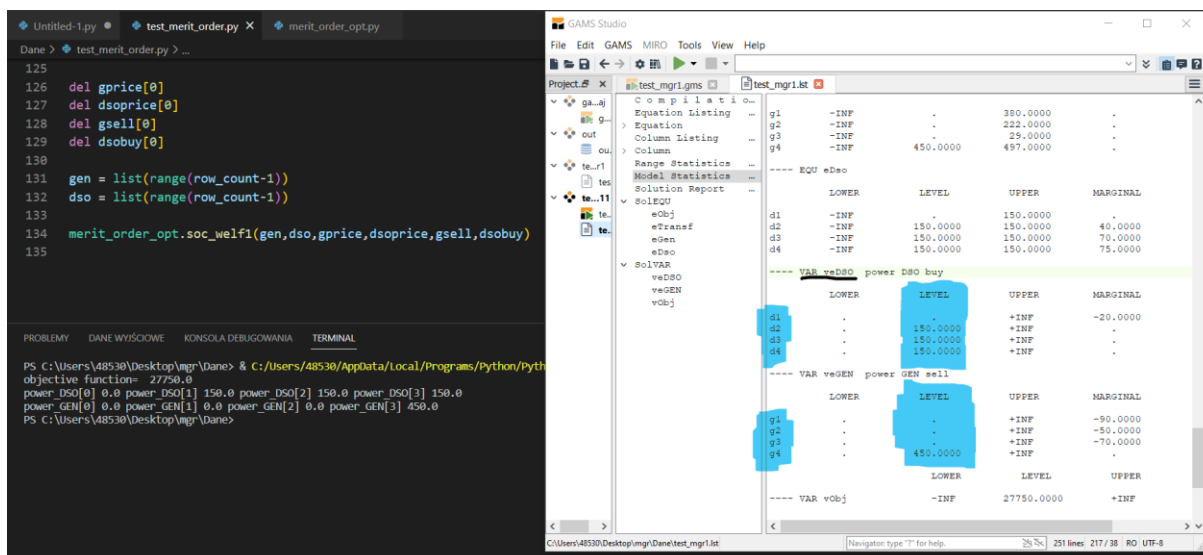 Untitled-1.py
test_merit_order.py
merit_order_opt.py
Dane > test_merit_order.py > ...
125
126 del gprice[0]
127 del dsoprice[0]
128 del gsell[0]
129 del dsobuy[0]
130
131 gen = list(range(row_count-1))
132 dso = list(range(row_count-1))
133
134 merit_order_opt.soc_welf1(gen,dso,gprice,dsoprice,gsell,dsobuy)
135
PROBLEMY DANE WYJŚCIOWE KONSOLA DEBUGOWANIA TERMINAL
PS C:\Users\48530\Desktop\mgr\Dane> & C:/Users/48530/AppData/Local/Programs/Python/Pyth
objective function= 27750.0
power_DSO[0] 0.0 power_DSO[1] 150.0 power_DSO[2] 150.0 power_DSO[3] 150.0
power_GEN[0] 0.0 power_GEN[1] 0.0 power_GEN[2] 0.0 power_GEN[3] 450.0
PS C:\Users\48530\Desktop\mgr\Dane>
GAMS Studio
File Edit GAMS MIRO Tools View Help
Project...
test_mgr1.gms
test_mgr1.lst
ga...aj
g...
out
ou.
te...r1
tes
te...11
te.
te.
Compilatio...
Equation Listing ...
Equation
Column Listing ...
Column
Range Statistics ...
Model Statistics ...
Solution Report ...
SolEQU
eObj
eTransf
eGen
eDso
SolVAR
veDSO
veGEN
vObj
g1 -INF . 380.0000 .
g2 -INF . 222.0000 .
g3 -INF . 29.0000 .
g4 -INF 450.0000 497.0000 .
---- EQU eDso
LOWER LEVEL UPPER MARGINAL
d1 -INF . 150.0000 .
d2 -INF 150.0000 150.0000 40.0000
d3 -INF 150.0000 150.0000 70.0000
d4 -INF 150.0000 150.0000 75.0000
---- VAR veDSO power DSO buy
LOWER LEVEL UPPER MARGINAL
d1 . . +INF -20.0000
d2 . 150.0000 +INF .
d3 . 150.0000 +INF .
d4 . 150.0000 +INF .
---- VAR veGEN power GEN sell
LOWER LEVEL UPPER MARGINAL
g1 . . +INF -90.0000
g2 . . +INF -50.0000
g3 . . +INF -70.0000
g4 . 450.0000 +INF .
LOWER LEVEL UPPER
---- VAR vObj -INF 27750.0000 +INF
C:\Users\48530\Desktop\mgr\Dane\test_mgr1.lst
Navigator: type "?" for help.
251 lines 217 / 38 RO UTF-8